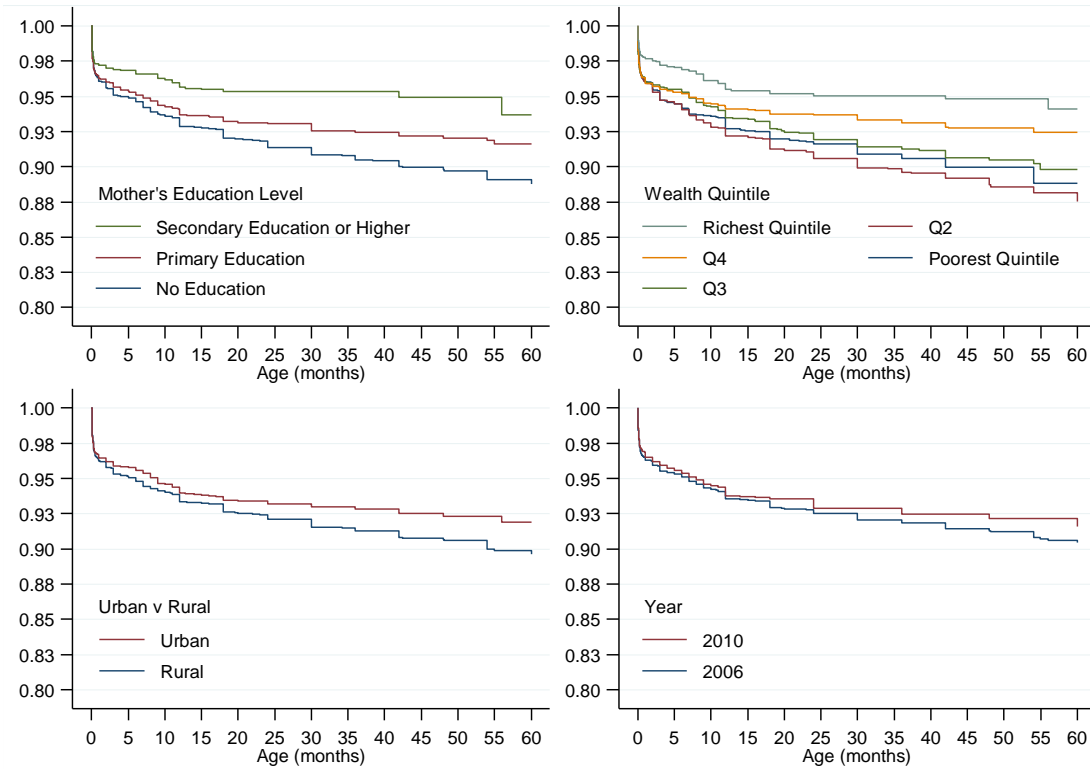 1.00
0.98
0.95
0.93
0.90
0.88
0.85
0.83
0.80
Mother's Education Level
Secondary Education or Higher
Primary Education
No Education
0 5 10 15 20 25 30 35 40 45 50 55 60
Age (months)
1.00
0.98
0.95
0.93
0.90
0.88
0.85
0.83
0.80
Wealth Quintile
Richest Quintile Q2
Q4 Poorest Quintile
Q3
0 5 10 15 20 25 30 35 40 45 50 55 60
Age (months)
1.00
0.98
0.95
0.93
0.90
0.88
0.85
0.83
0.80
Urban v Rural
Urban
Rural
0 5 10 15 20 25 30 35 40 45 50 55 60
Age (months)
1.00
0.98
0.95
0.93
0.90
0.88
0.85
0.83
0.80
Year
2010
2006
0 5 10 15 20 25 30 35 40 45 50 55 60
Age (months)